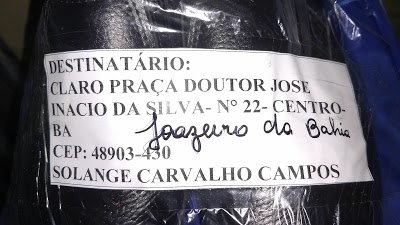 DESTINATÁRIO:
CLARO PRAÇA DOUTOR JOSE
INACIO DA SILVA- N° 22- CENTRO-
BA Joazeiro da Bahia
CEP: 48903-430
SOLANGE CARVALHO CAMPOS